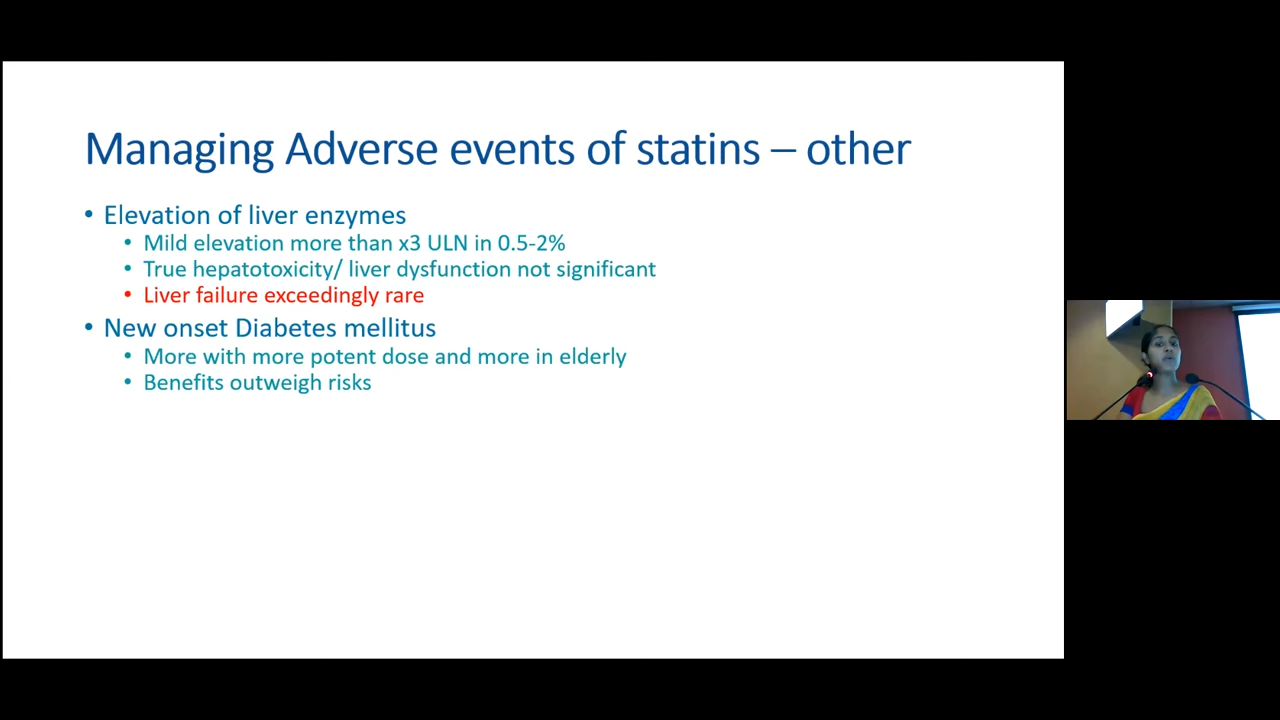 Managing Adverse events of statins – other
• Elevation of liver enzymes
• Mild elevation more than x3 ULN in 0.5-2%
• True hepatotoxicity/ liver dysfunction not significant
• Liver failure exceedingly rare
• New onset Diabetes mellitus
• More with more potent dose and more in elderly
• Benefits outweigh risks